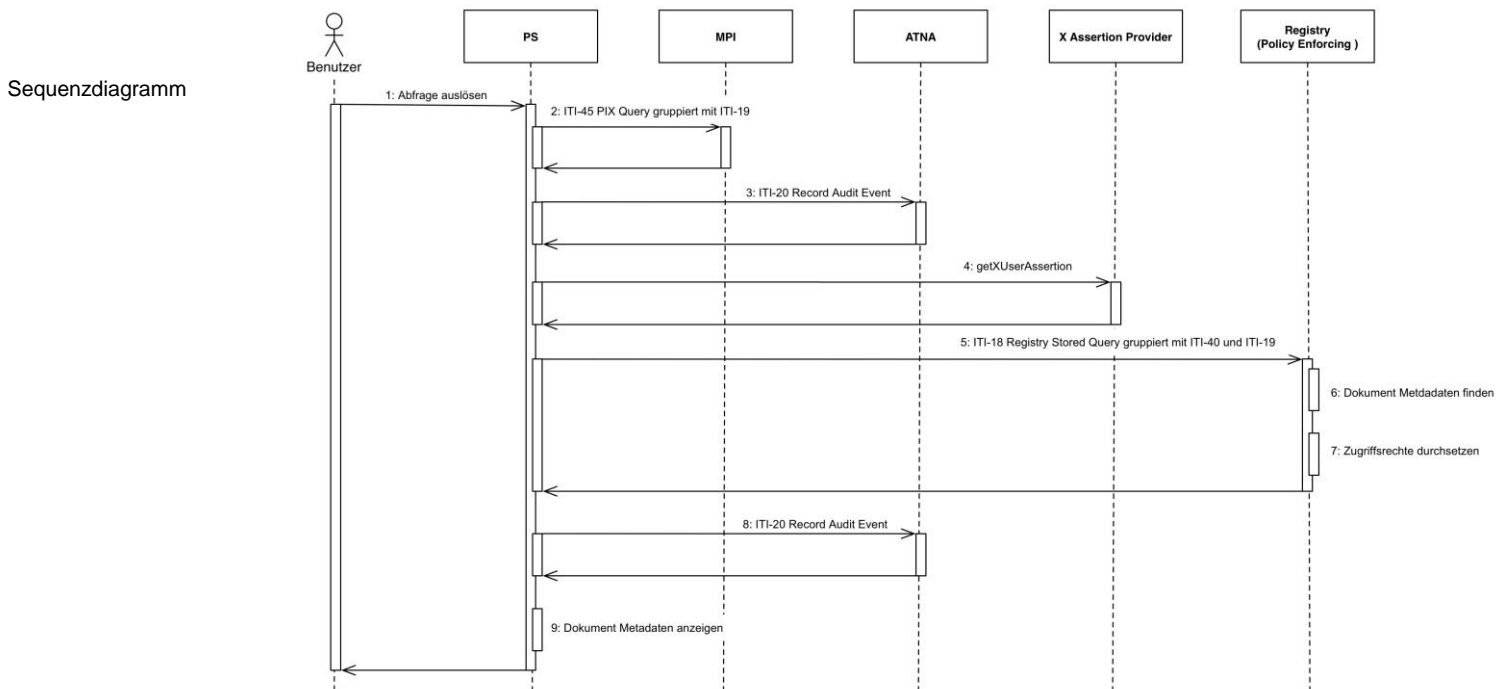 PS
MPI
ATNA
X Assertion Provider
Registry
(Policy Enforcing )
Benutzer
Sequenzdiagramm
1: Abfrage auslösen
2: ITI-45 PIX Query gruppiert mit ITI-19
3: ITI-20 Record Audit Event
4: getXUserAssertion
5: ITI-18 Registry Stored Query gruppiert mit ITI-40 und ITI-19
6: Dokument Metdadaten finden
7: Zugriffsrechte durchsetzen
8: ITI-20 Record Audit Event
9: Dokument Metadaten anzeigen